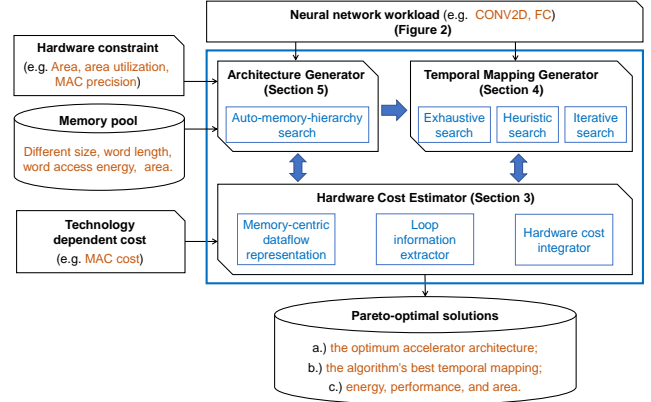 Neural network workload (e.g. CONV2D, FC)
(Figure 2)
Hardware constraint
(e.g. Area, area utilization,
MAC precision)
Memory pool
Different size, word length,
word access energy, area.
Technology
dependent cost
(e.g. MAC cost)
Architecture Generator
(Section 5)
Auto-memory-hierarchy
search
Temporal Mapping Generator
(Section 4)
Exhaustive
search
Heuristic
search
Iterative
search
Hardware Cost Estimator (Section 3)
Memory-centric
dataflow
representation
Loop
information
extractor
Hardware cost
integrator
Pareto-optimal solutions
a.) the optimum accelerator architecture;
b.) the algorithm's best temporal mapping;
c.) energy, performance, and area.